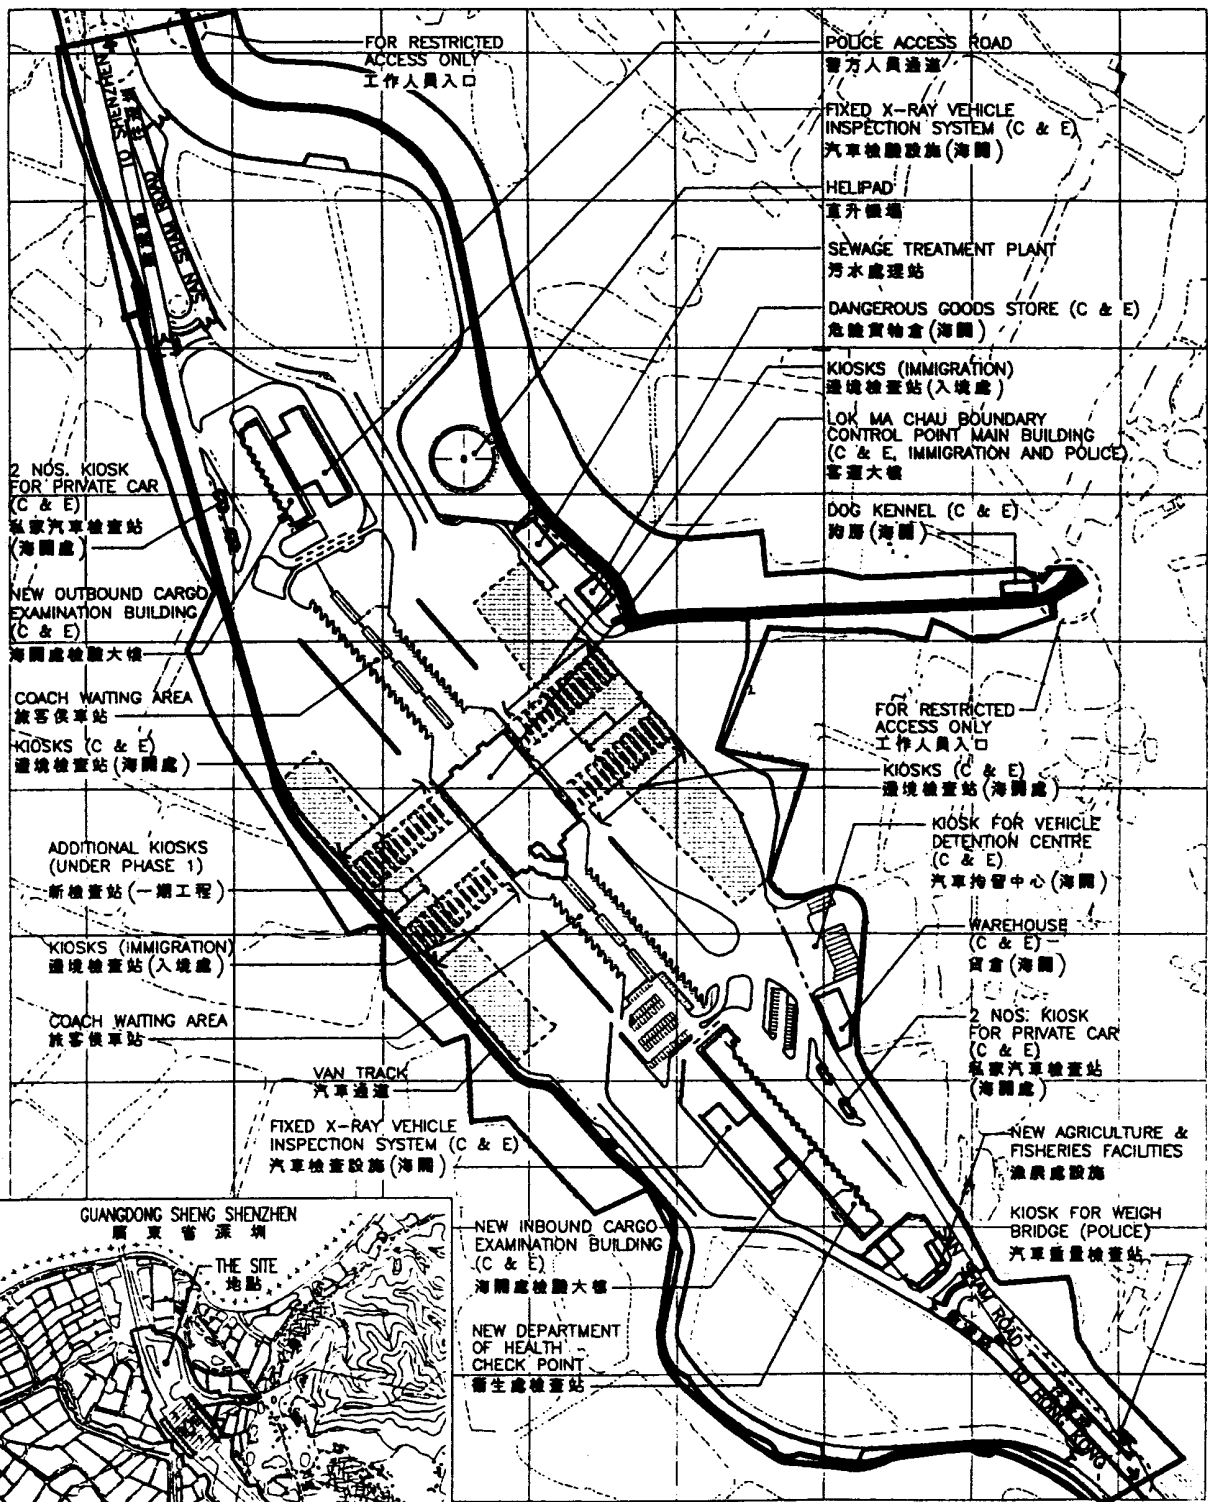 FOR RESTRICTED
ACCESS ONLY
工作人員入口
POLICE ACCESS ROAD
警方人員通道
FIXED X-RAY VEHICLE
INSPECTION SYSTEM (C & E)
汽車檢驗設施 (海關)
HELIPAD
直升機場
SEWAGE TREATMENT PLANT
污水處理站
DANGEROUS GOODS STORE (C & E)
危險貨物倉 (海關)
KIOSKS (IMMIGRATION)
邊境檢查站 (入境處)
LOK MA CHAU BOUNDARY
CONTROL POINT MAIN BUILDING
(C & E, IMMIGRATION AND POLICE)
客運大樓
DOG KENNEL (C & E)
狗房 (海關)
TO SHENZHEN
往深圳
SAN SHAM ROAD
新深路
2 NOS. KIOSK
FOR PRIVATE CAR
(C & E)
私家汽車檢查站
(海關處)
NEW OUTBOUND CARGO
EXAMINATION BUILDING
(C & E)
海關處檢驗大樓
COACH WAITING AREA
旅客候車站
KIOSKS (C & E)
邊境檢查站 (海關處)
ADDITIONAL KIOSKS
(UNDER PHASE 1)
新檢查站 (一期工程)
KIOSKS (IMMIGRATION)
邊境檢查站 (入境處)
COACH WAITING AREA
旅客候車站
VAN TRACK
汽車通道
FIXED X-RAY VEHICLE
INSPECTION SYSTEM (C & E)
汽車檢查設施 (海關)
FOR RESTRICTED
ACCESS ONLY
工作人員入口
KIOSKS (C & E)
邊境檢查站 (海關處)
KIOSK FOR VEHICLE
DETENTION CENTRE
(C & E)
汽車拘留中心 (海關)
WAREHOUSE
(C & E)
貨倉 (海關)
2 NOS. KIOSK
FOR PRIVATE CAR
(C & E)
私家汽車檢查站
(海關處)
NEW AGRICULTURE &
FISHERIES FACILITIES
漁農處設施
KIOSK FOR WEIGH
BRIDGE (POLICE)
汽車重量檢查站
NEW INBOUND CARGO
EXAMINATION BUILDING
(C & E)
海關處檢驗大樓
NEW DEPARTMENT
OF HEALTH
CHECK POINT
衛生處檢查站
SAN SHAM ROAD
新深路
TO HONG KONG
GUANGDONG SHENG SHENZHEN
廣東省深圳
THE SITE
地點